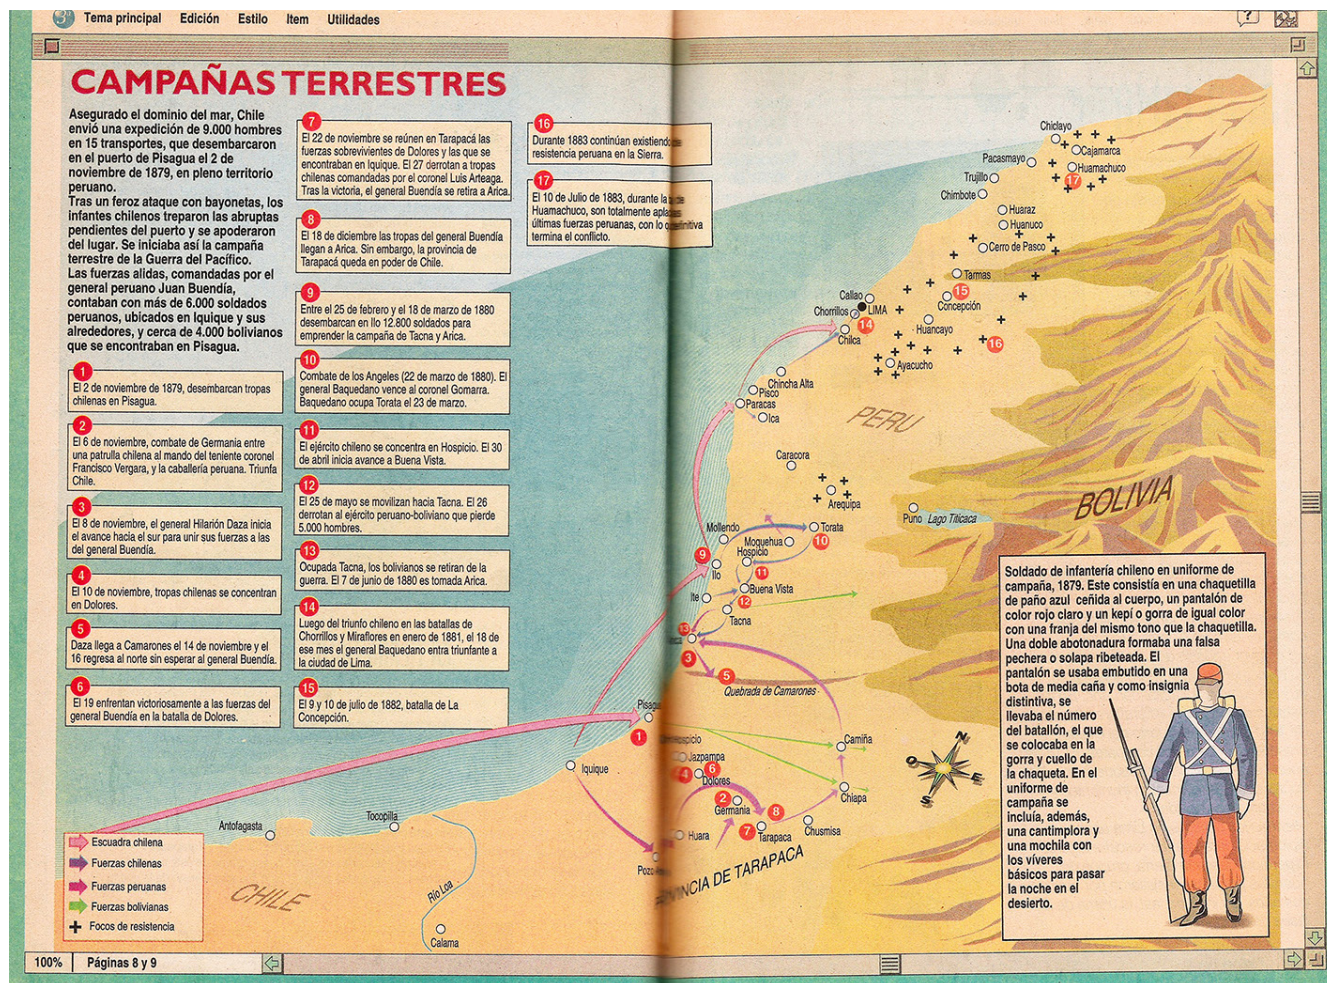 Tema principal Edición Estilo Item Utilidades
?
CAMPAÑAS TERRESTRES
Asegurado el dominio del mar, Chile
envió una expedición de 9.000 hombres
en 15 transportes, que desembarcaron
en el puerto de Pisagua el 2 de
noviembre de 1879, en pleno territorio
peruano.
Tras un feroz ataque con bayonetas, los
infantes chilenos treparon las abruptas
pendientes del puerto y se apoderaron
del lugar. Se iniciaba así la campaña
terrestre de la Guerra del Pacífico.
Las fuerzas alidas, comandadas por el
general peruano Juan Buendía,
contaban con más de 6.000 soldados
peruanos, ubicados en Iquique y sus
alrededores, y cerca de 4.000 bolivianos
que se encontraban en Pisagua.
1
El 2 de noviembre de 1879, desembarcan tropas
chilenas en Pisagua.
2
El 6 de noviembre, combate de Germania entre
una patrulla chilena al mando del teniente coronel
Francisco Vergara, y la caballería peruana. Triunfa
Chile.
3
El 8 de noviembre, el general Hilarión Daza inicia
el avance hacia el sur para unir sus fuerzas a las
del general Buendía.
4
El 10 de noviembre, tropas chilenas se concentran
en Dolores.
5
Daza llega a Camarones el 14 de noviembre y el
16 regresa al norte sin esperar al general Buendía.
6
El 19 enfrentan victoriosamente a las fuerzas del
general Buendía en la batalla de Dolores.
7
El 22 de noviembre se reúnen en Tarapacá las
fuerzas sobrevivientes de Dolores y las que se
encontraban en Iquique. El 27 derrotan a tropas
chilenas comandadas por el coronel Luis Arteaga.
Tras la victoria, el general Buendía se retira a Arica.
8
El 18 de diciembre las tropas del general Buendía
llegan a Arica. Sin embargo, la provincia de
Tarapacá queda en poder de Chile.
9
Entre el 25 de febrero y el 18 de marzo de 1880
desembarcan en Ilo 12.800 soldados para
emprender la campaña de Tacna y Arica.
10
Combate de los Angeles (22 de marzo de 1880). El
general Baquedano vence al coronel Gomarra.
Baquedano ocupa Torata el 23 de marzo.
11
El ejército chileno se concentra en Hospicio. El 30
de abril inicia avance a Buena Vista.
12
El 25 de mayo se movilizan hacia Tacna. El 26
derrotan al ejército peruano-boliviano que pierde
5.000 hombres.
13
Ocupada Tacna, los bolivianos se retiran de la
guerra. El 7 de junio de 1880 es tomada Arica.
14
Luego del triunfo chileno en las batallas de
Chorrillos y Miraflores en enero de 1881, el 18 de
ese mes el general Baquedano entra triunfante a
la ciudad de Lima.
15
El 9 y 10 de julio de 1882, batalla de La
Concepción.
16
Durante 1883 continúan existiendo
resistencia peruana en la Sierra.
17
El 10 de Julio de 1883, durante la
Huamachuco, son totalmente
últimas fuerzas peruanas, con lo
termina el conflicto.
Chiclayo
Cajamarca
Pacasmayo
Huamachuco
17
Trujillo
Chimbote
Huaraz
Huanuco
Cerro de Pasco
Tarmas
15
Callao
Concepción
Chorrillos
LIMA
14
Huancayo
Chilca
16
Ayacucho
Chincha Alta
Pisco
Paracas
Ica
PERU
Caracora
Arequipa
BOLIVIA
Puno
Lago Titicaca
Mollendo
Torata
Moquehua
10
Hospicio
9
Ilo
11
Buena Vista
Ite
12
Tacna
13
3
5
Quebrada de Camarones
Pisagua
1
Hospicio
Camiña
Jazpampa
6
4
Dolores
Iquique
2
Germania
Chiapa
8
7
Tarapaca
Chusmisa
Huara
Pozo
PROVINCIA DE TARAPACA
N
O
E
S
Antofagasta
Tocopilla
CHILE
Río Loa
Calama
Escuadra chilena
Fuerzas chilenas
Fuerzas peruanas
Fuerzas bolivianas
Focos de resistencia
Soldado de infantería chileno en uniforme de
campaña, 1879. Este consistía en una chaquetilla
de paño azul ceñida al cuerpo, un pantalón de
color rojo claro y un kepí o gorra de igual color
con una franja del mismo tono que la chaquetilla.
Una doble abotonadura formaba una falsa
pechera o solapa ribeteada. El
pantalón se usaba embutido en una
bota de media caña y como insignia
distintiva, se
llevaba el número
del batallón, el que
se colocaba en la
gorra y cuello de
la chaqueta. En el
uniforme de
campaña se
incluía, además,
una cantimplora y
una mochila con
los víveres
básicos para pasar
la noche en el
desierto.
100% Páginas 8 y 9